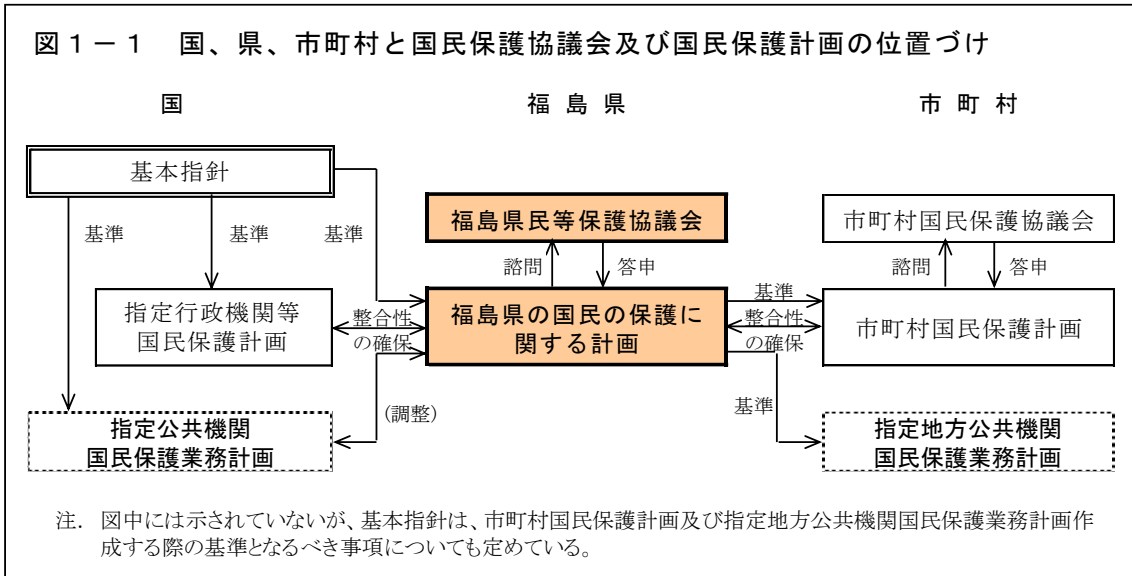 図１－１　国、県、市町村と国民保護協議会及び国民保護計画の位置づけ
国
福島県
市町村
基本指針
福島県民等保護協議会
市町村国民保護協議会
基準
基準
基準
諮問
答申
諮問
答申
指定行政機関等
国民保護計画
整合性
の確保
福島県の国民の保護に
関する計画
基準
整合性
の確保
市町村国民保護計画
(調整)
基準
指定公共機関
国民保護業務計画
指定地方公共機関
国民保護業務計画
注. 図中には示されていないが、基本指針は、市町村国民保護計画及び指定地方公共機関国民保護業務計画作
成する際の基準となるべき事項についても定めている。